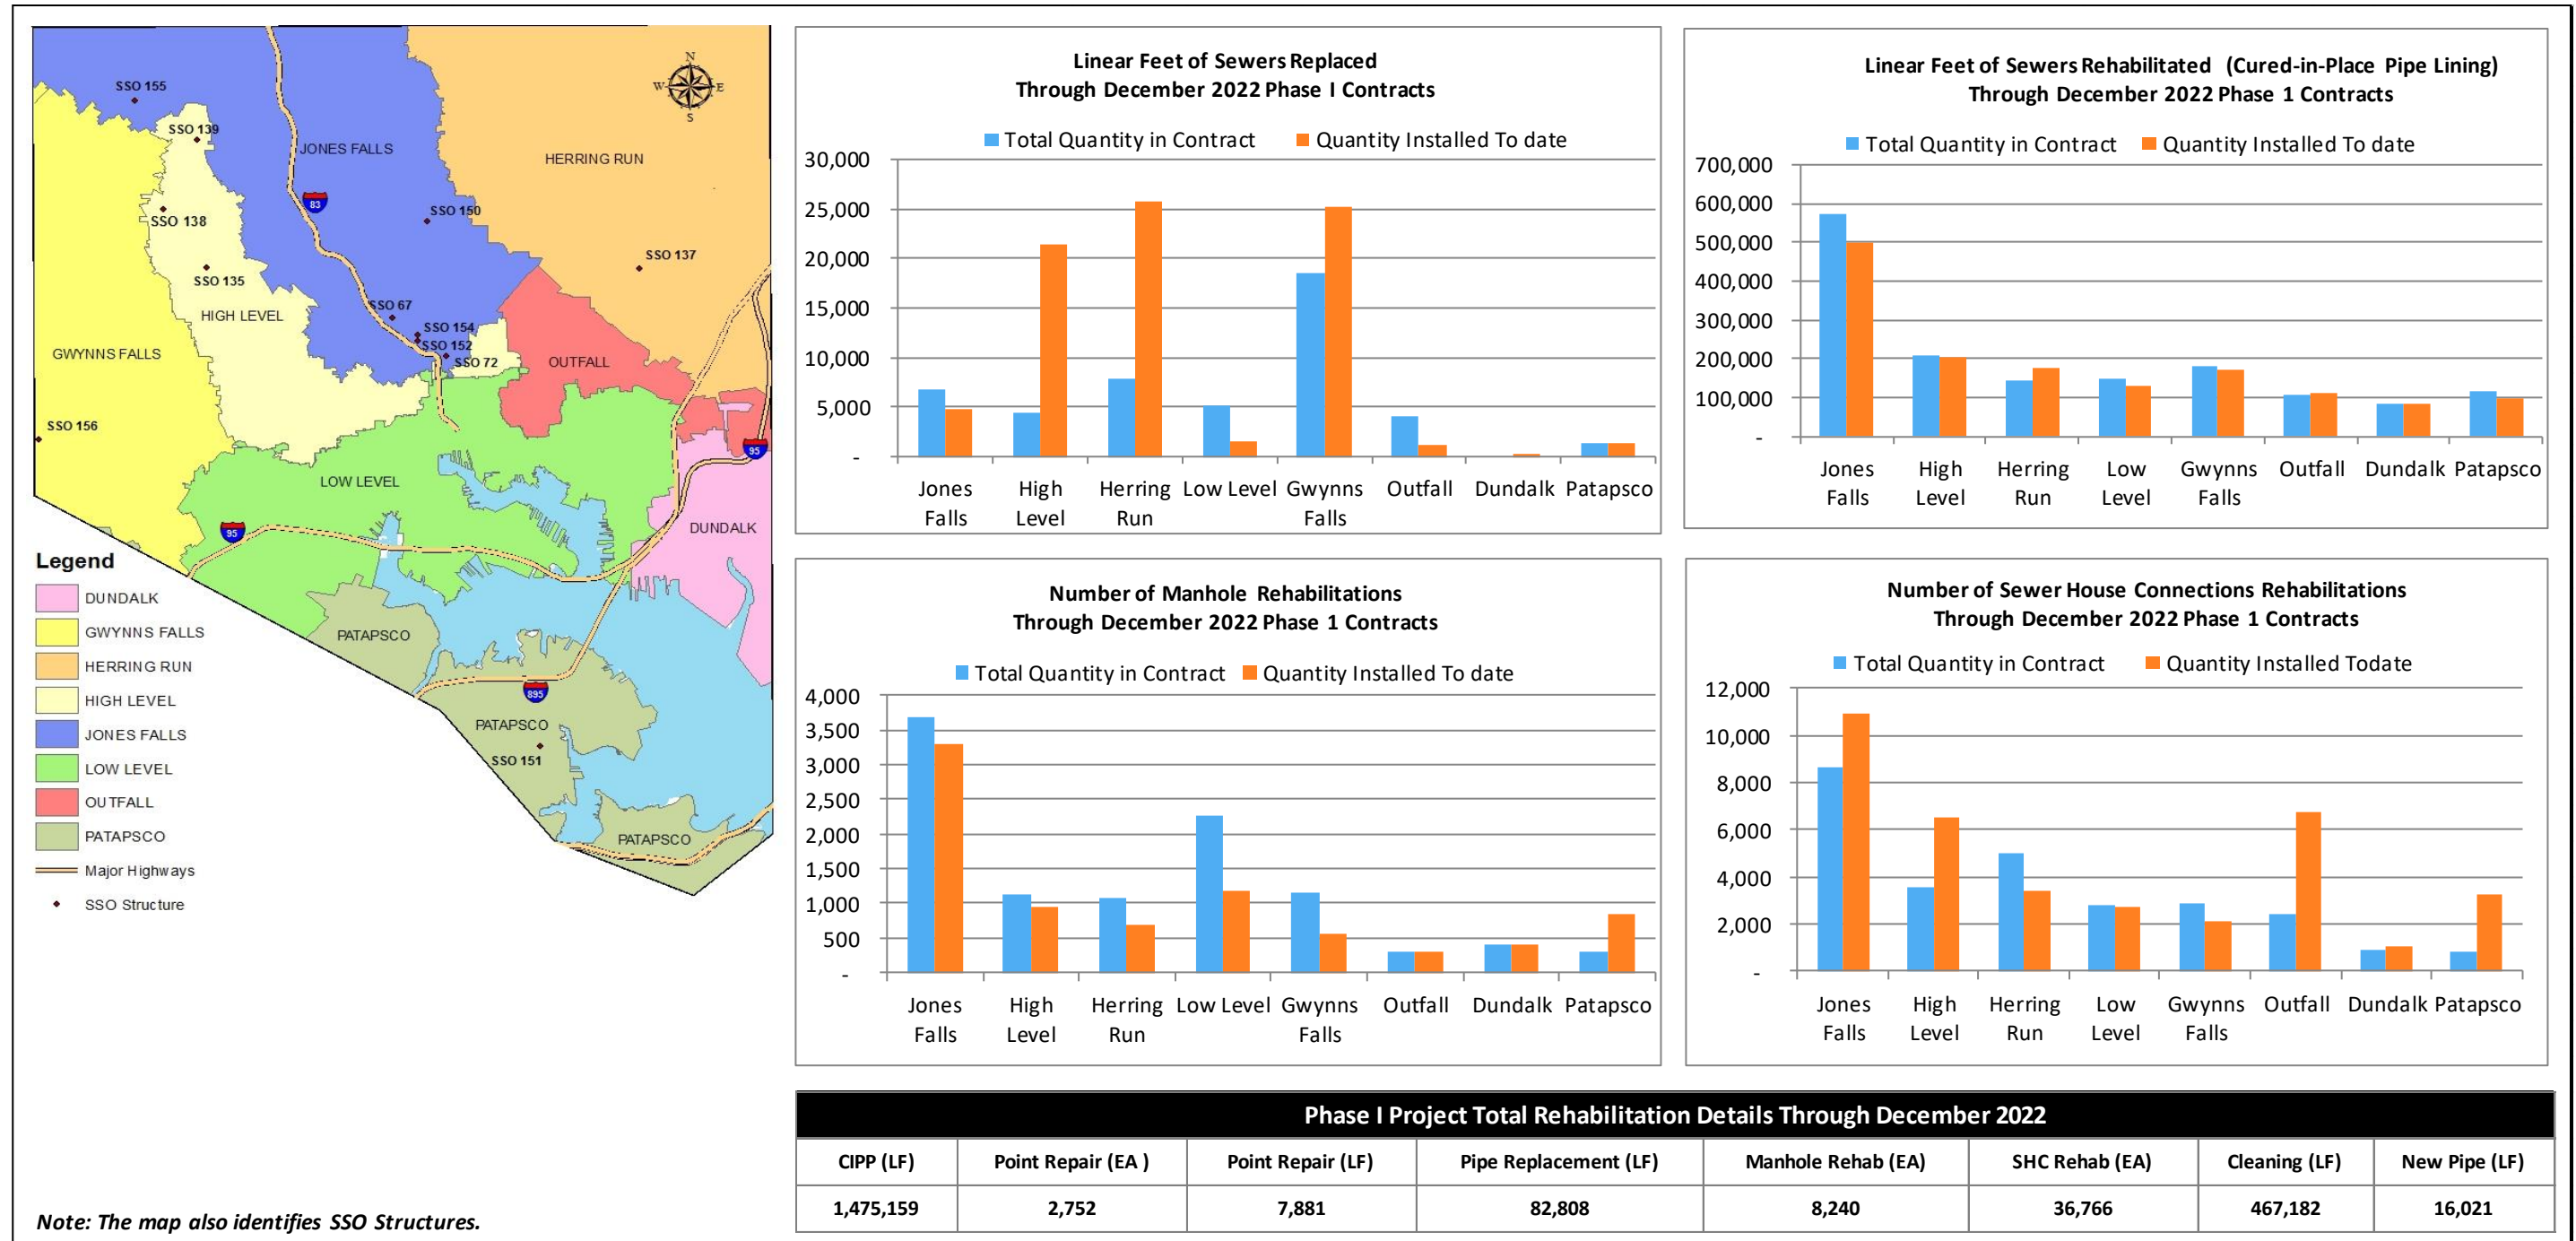 SSO 155
SSO 139
JONES FALLS
HERRING RUN
N
W
E
S
83
SSO 138
SSO 150
SSO 137
SSO 135
SSO 67
HIGH LEVEL
SSO 154
SSO 152
SSO 72
GWYNNS FALLS
OUTFALL
SSO 156
95
LOW LEVEL
95
DUNDALK
PATAPSCO
895
PATAPSCO
SSO 151
PATAPSCO
Legend
DUNDALK
GWYNNS FALLS
HERRING RUN
HIGH LEVEL
JONES FALLS
LOW LEVEL
OUTFALL
PATAPSCO
Major Highways
SSO Structure
Note: The map also identifies SSO Structures.
Linear Feet of Sewers Replaced
Through December 2022 Phase I Contracts
Total Quantity in Contract Quantity Installed To date
30,000
25,000
20,000
15,000
10,000
5,000
-
Jones High Herring Low Level Gwynns Outfall Dundalk Patapsco
Falls Level Run Falls
Linear Feet of Sewers Rehabilitated (Cured-in-Place Pipe Lining)
Through December 2022 Phase 1 Contracts
Total Quantity in Contract Quantity Installed To date
700,000
600,000
500,000
400,000
300,000
200,000
100,000
-
Jones High Herring Low Gwynns Outfall Dundalk Patapsco
Falls Level Run Level Falls
Number of Manhole Rehabilitations
Through December 2022 Phase 1 Contracts
Total Quantity in Contract Quantity Installed To date
4,000
3,500
3,000
2,500
2,000
1,500
1,000
500
-
Jones High Herring Low Level Gwynns Outfall Dundalk Patapsco
Falls Level Run Falls
Number of Sewer House Connections Rehabilitations
Through December 2022 Phase 1 Contracts
Total Quantity in Contract Quantity Installed Todate
12,000
10,000
8,000
6,000
4,000
2,000
-
Jones High Herring Low Gwynns Outfall Dundalk Patapsco
Falls Level Run Level Falls
Phase I Project Total Rehabilitation Details Through December 2022
CIPP (LF) Point Repair (EA ) Point Repair (LF) Pipe Replacement (LF) Manhole Rehab (EA) SHC Rehab (EA) Cleaning (LF) New Pipe (LF)
1,475,159 2,752 7,881 82,808 8,240 36,766 467,182 16,021